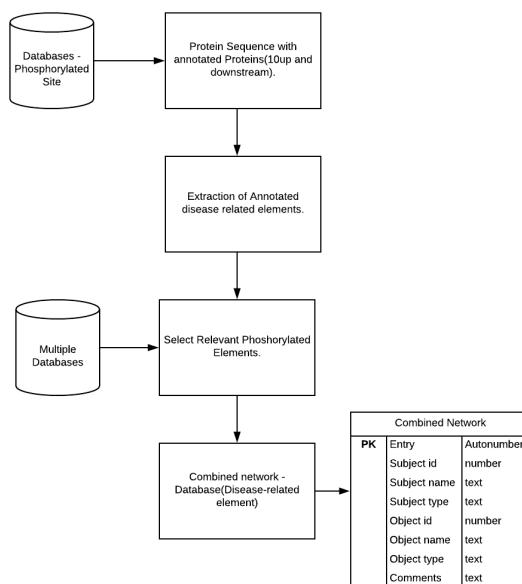 Databases -
Phosphorylated
Site
Protein Sequence with
annotated Proteins(10up and
downstream).
Extraction of Annotated
disease related elements.
Multiple
Databases
Select Relevant Phoshorylated
Elements.
Combined network -
Database(Disease-related
element)
Combined Network
PK Entry Autonumber
Subject id number
Subject name text
Subject type text
Object id number
Object name text
Object type text
Comments text